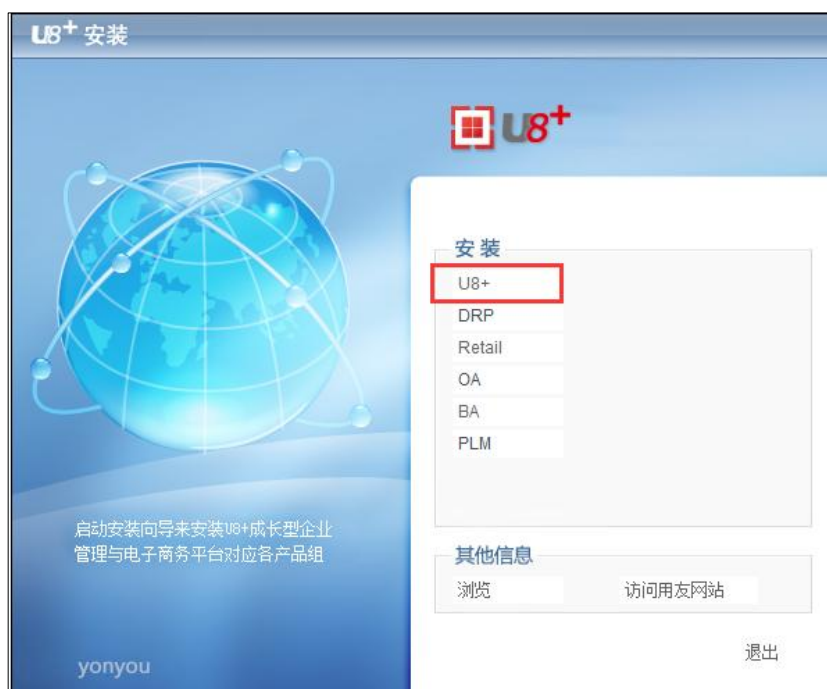 U8+ 安装
U8+
安装
U8+
DRP
Retail
OA
BA
PLM
启动安装向导来安装U8+成长型企业
管理与电子商务平台对应各产品组
其他信息
浏览 访问用友网站
退出
yonyou